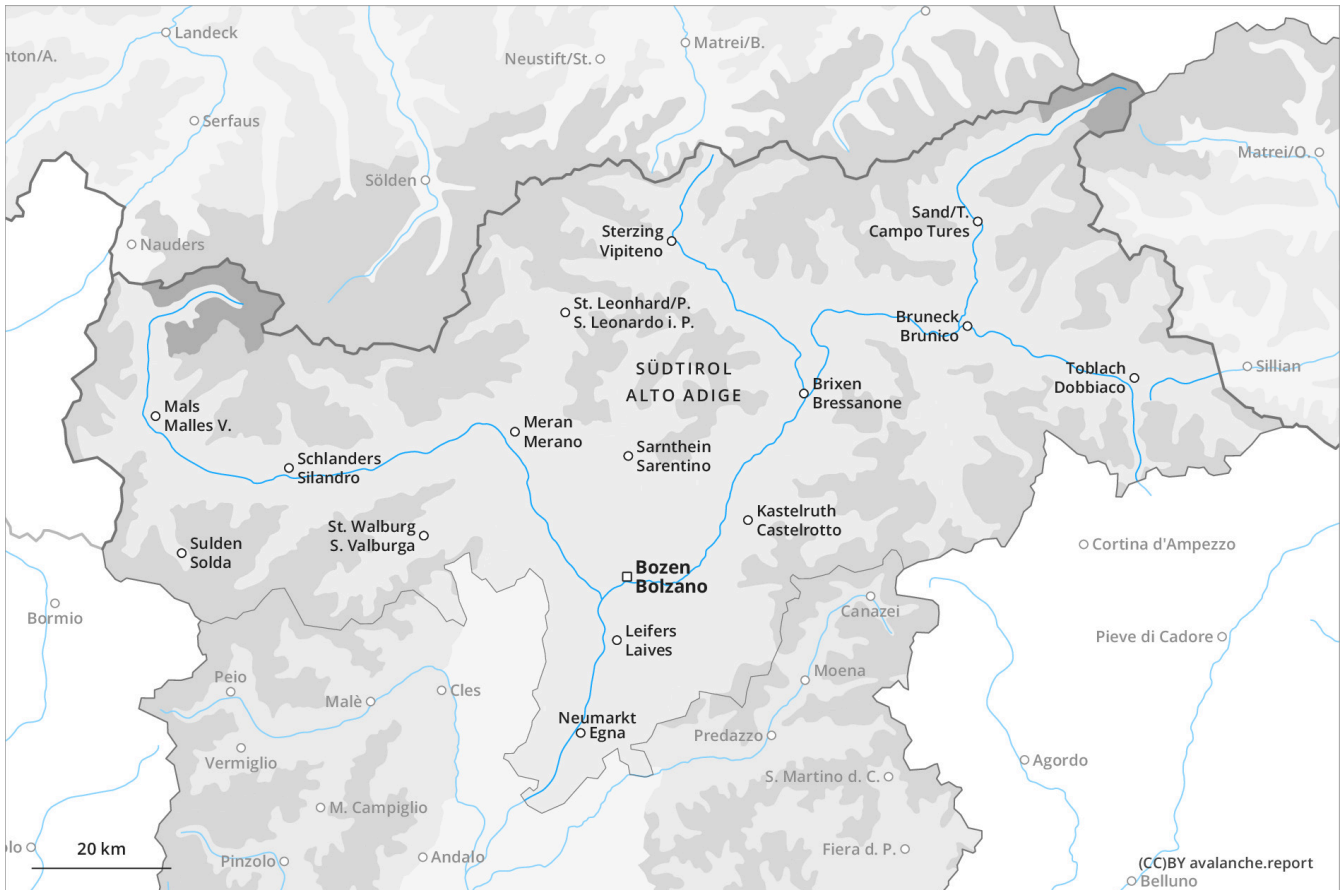 Landeck
nton/A.
Neustift/St.
Matrei/B.
Serfaus
Matrei/O.
Sölden
Nauders
Sand/T.
Campo Tures
Sterzing
Vipiteno
St. Leonhard/P.
S. Leonardo i. P.
Bruneck
Brunico
SÜDTIROL
ALTO ADIGE
Toblach
Dobbiaco
Sillian
Brixen
Bressanone
Mals
Malles V.
Meran
Merano
Schlanders
Silandro
Sarnthein
Sarentino
Kastelruth
Castelrotto
St. Walburg
S. Valburga
Sulden
Solda
Cortina d'Ampezzo
Bozen
Bolzano
Bormio
Canazei
Leifers
Laives
Pieve di Cadore
Moena
Peio
Malè
Cles
Neumarkt
Egna
Predazzo
Vermiglio
Agordo
S. Martino d. C.
M. Campiglio
lo
20 km
Pinzolo
Andalo
Fiera d. P.
(CC)BY avalanche.report
Belluno